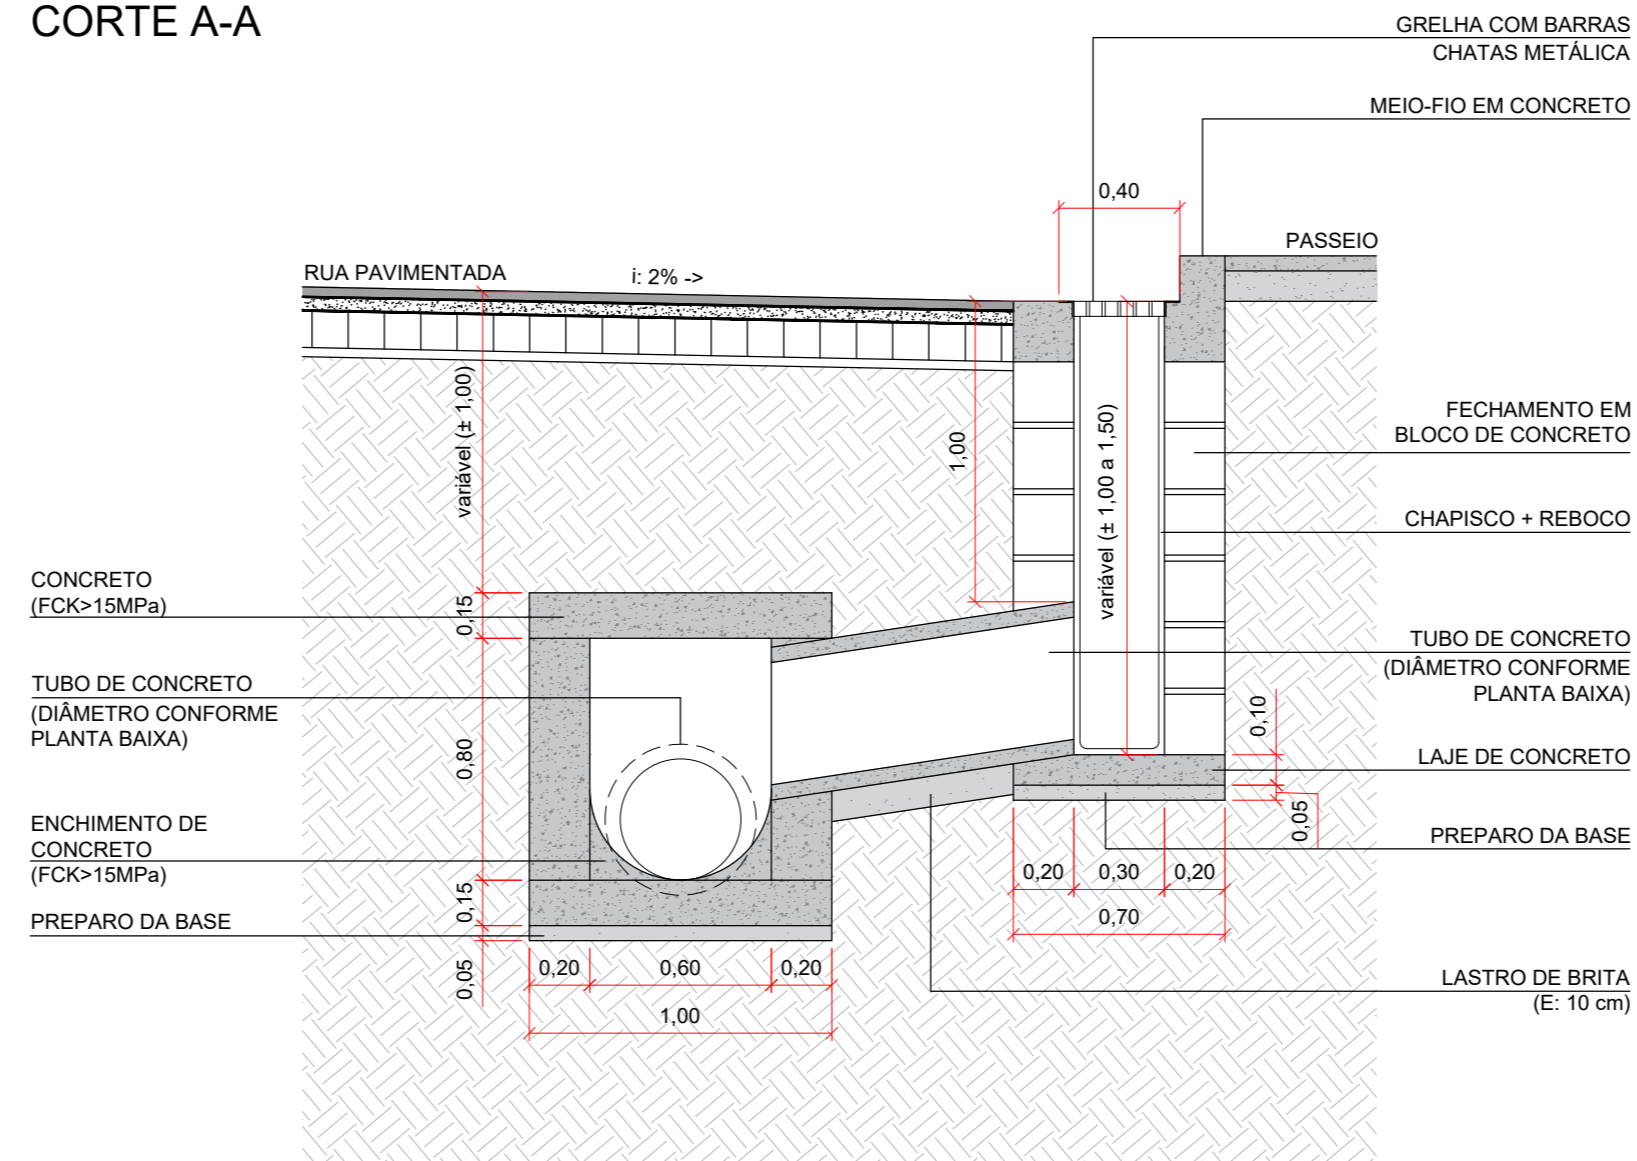 CORTE A-A
GRELHA COM BARRAS
CHATAS METÁLICA
MEIO-FIO EM CONCRETO
0,40
PASSEIO
RUA PAVIMENTADA
i: 2% ->
variável (± 1,00)
1,00
variável (± 1,00 a 1,50)
FECHAMENTO EM
BLOCO DE CONCRETO
CHAPISCO + REBOCO
CONCRETO
(FCK>15MPa)
0,15
TUBO DE CONCRETO
(DIÂMETRO CONFORME
PLANTA BAIXA)
TUBO DE CONCRETO
(DIÂMETRO CONFORME
PLANTA BAIXA)
0,80
0,10
LAJE DE CONCRETO
0,05
ENCHIMENTO DE
CONCRETO
(FCK>15MPa)
PREPARO DA BASE
0,20
0,30
0,20
0,70
0,15
PREPARO DA BASE
0,05
0,20
0,60
0,20
1,00
LASTRO DE BRITA
(E: 10 cm)